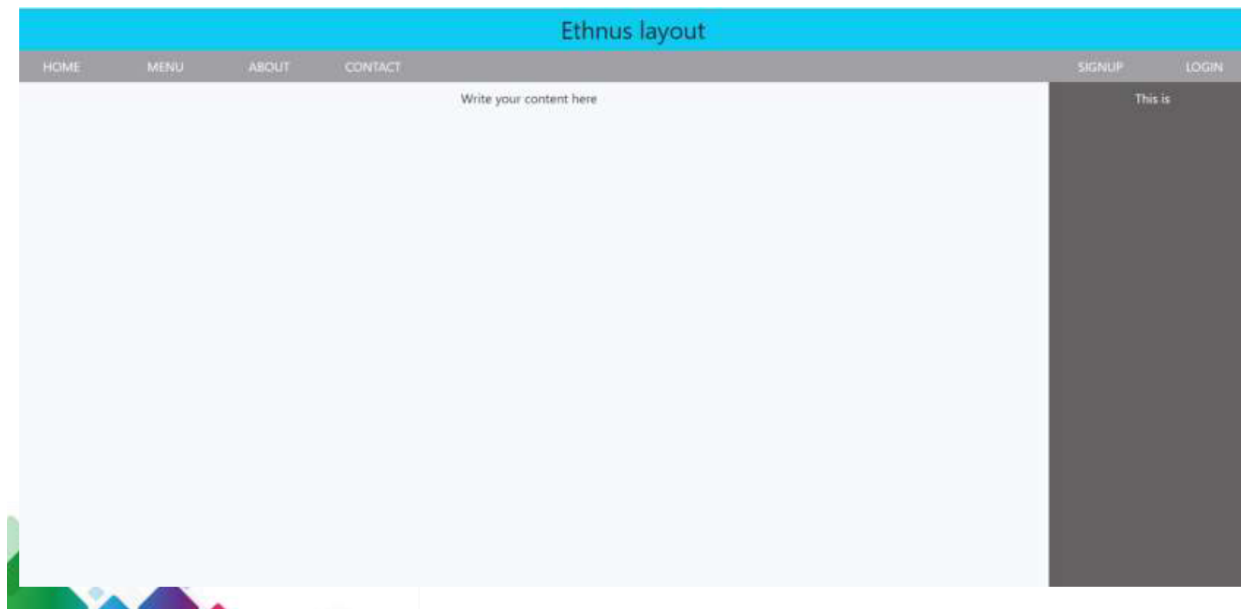 Ethnus layout
HOME MENU ABOUT CONTACT SIGNUP LOGIN
Write your content here
This is